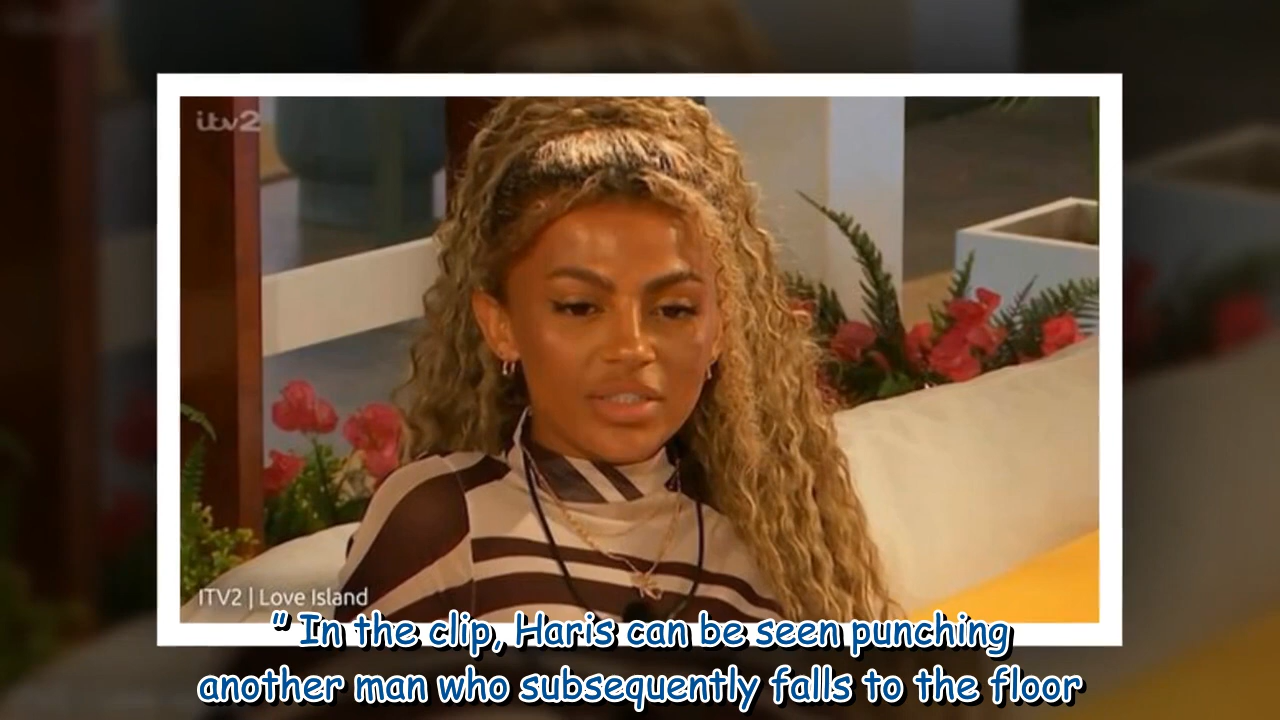 itv2
ITV2 | Love Island
" In the clip, Haris can be seen punching
another man who subsequently falls to the floor